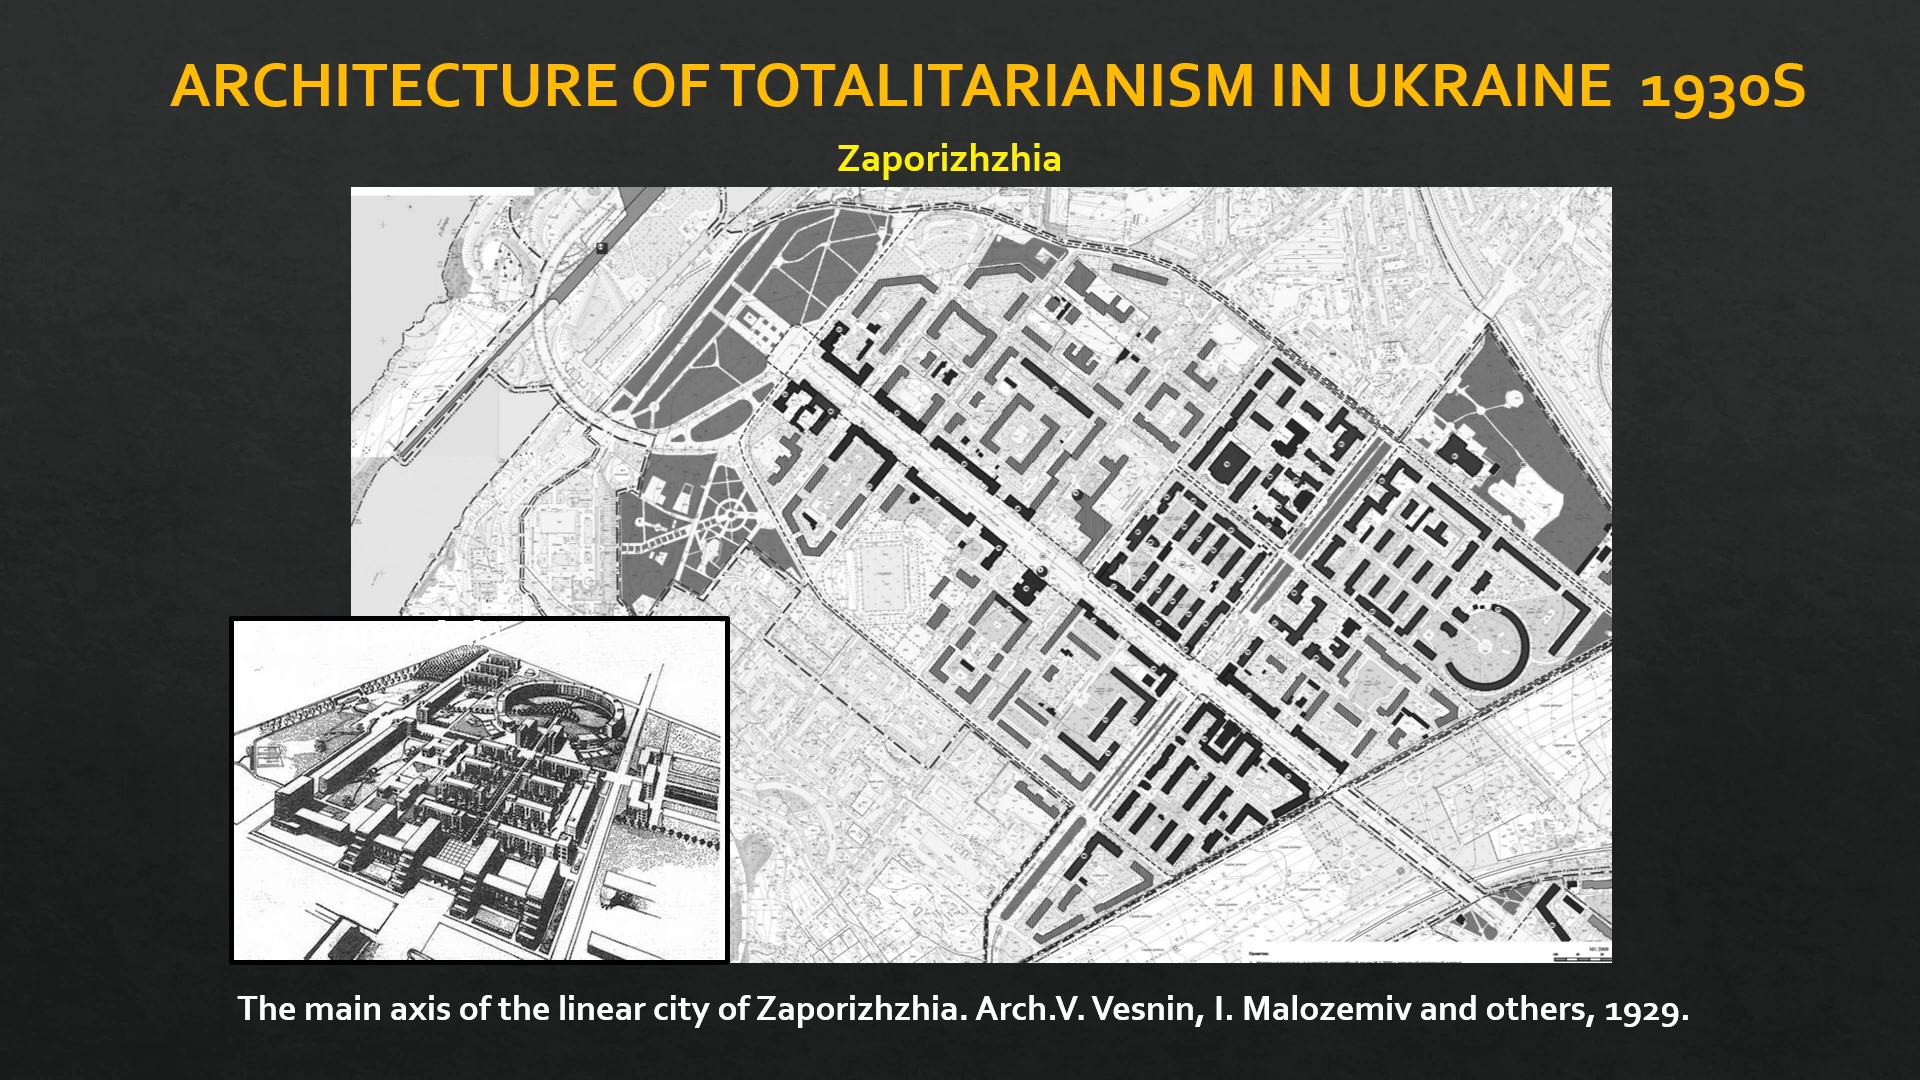 ARCHITECTURE OF TOTALITARIANISM IN UKRAINE 1930S
Zaporizhzhia
The main axis of the linear city of Zaporizhzhia. Arch.V. Vesnin, I. Malozemiv and others, 1929.